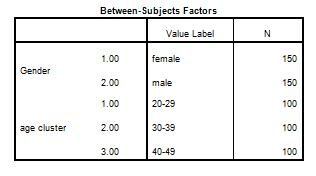 Between-Subjects Factors
Value Label N
Gender 1.00 female 150
2.00 male 150
age cluster 1.00 20-29 100
2.00 30-39 100
3.00 40-49 100